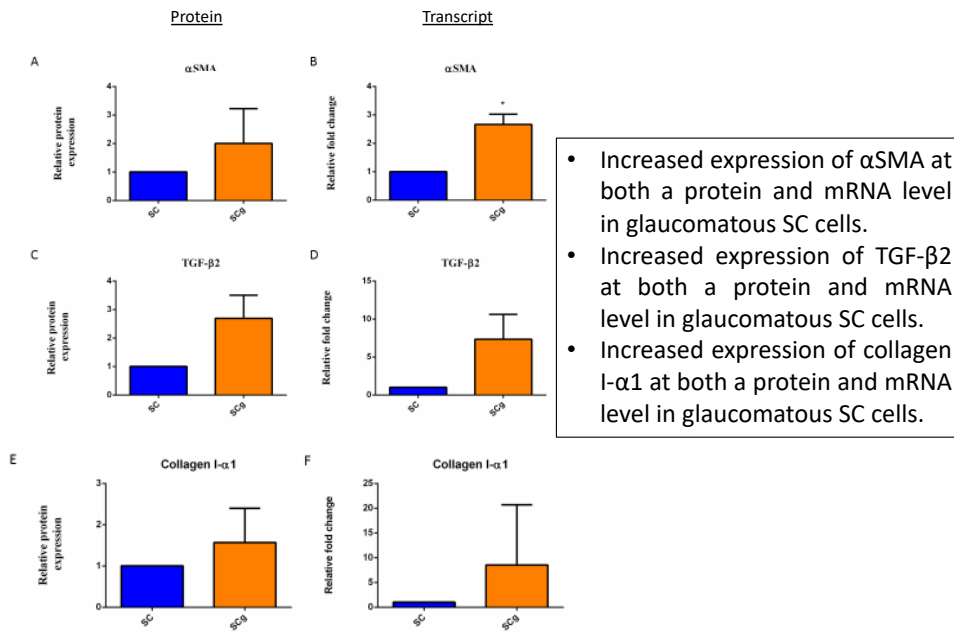 Protein
Transcript
A
αSMA
Relative protein
expression
4
3
2
1
0
SC
SCg
B
αSMA
Relative fold change
4
3
2
1
0
*
SC
SCg
C
TGF-β2
Relative protein
expression
4
3
2
1
0
SC
SCg
D
TGF-β2
Relative fold change
15
10
5
0
SC
SCg
E
Collagen I-α1
Relative protein
expression
3
2
1
0
SC
SCg
F
Collagen I-α1
Relative fold change
25
20
15
10
5
0
SC
SCg
• Increased expression of αSMA at
both a protein and mRNA level
in glaucomatous SC cells.
• Increased expression of TGF-β2
at both a protein and mRNA
level in glaucomatous SC cells.
• Increased expression of collagen
I-α1 at both a protein and mRNA
level in glaucomatous SC cells.